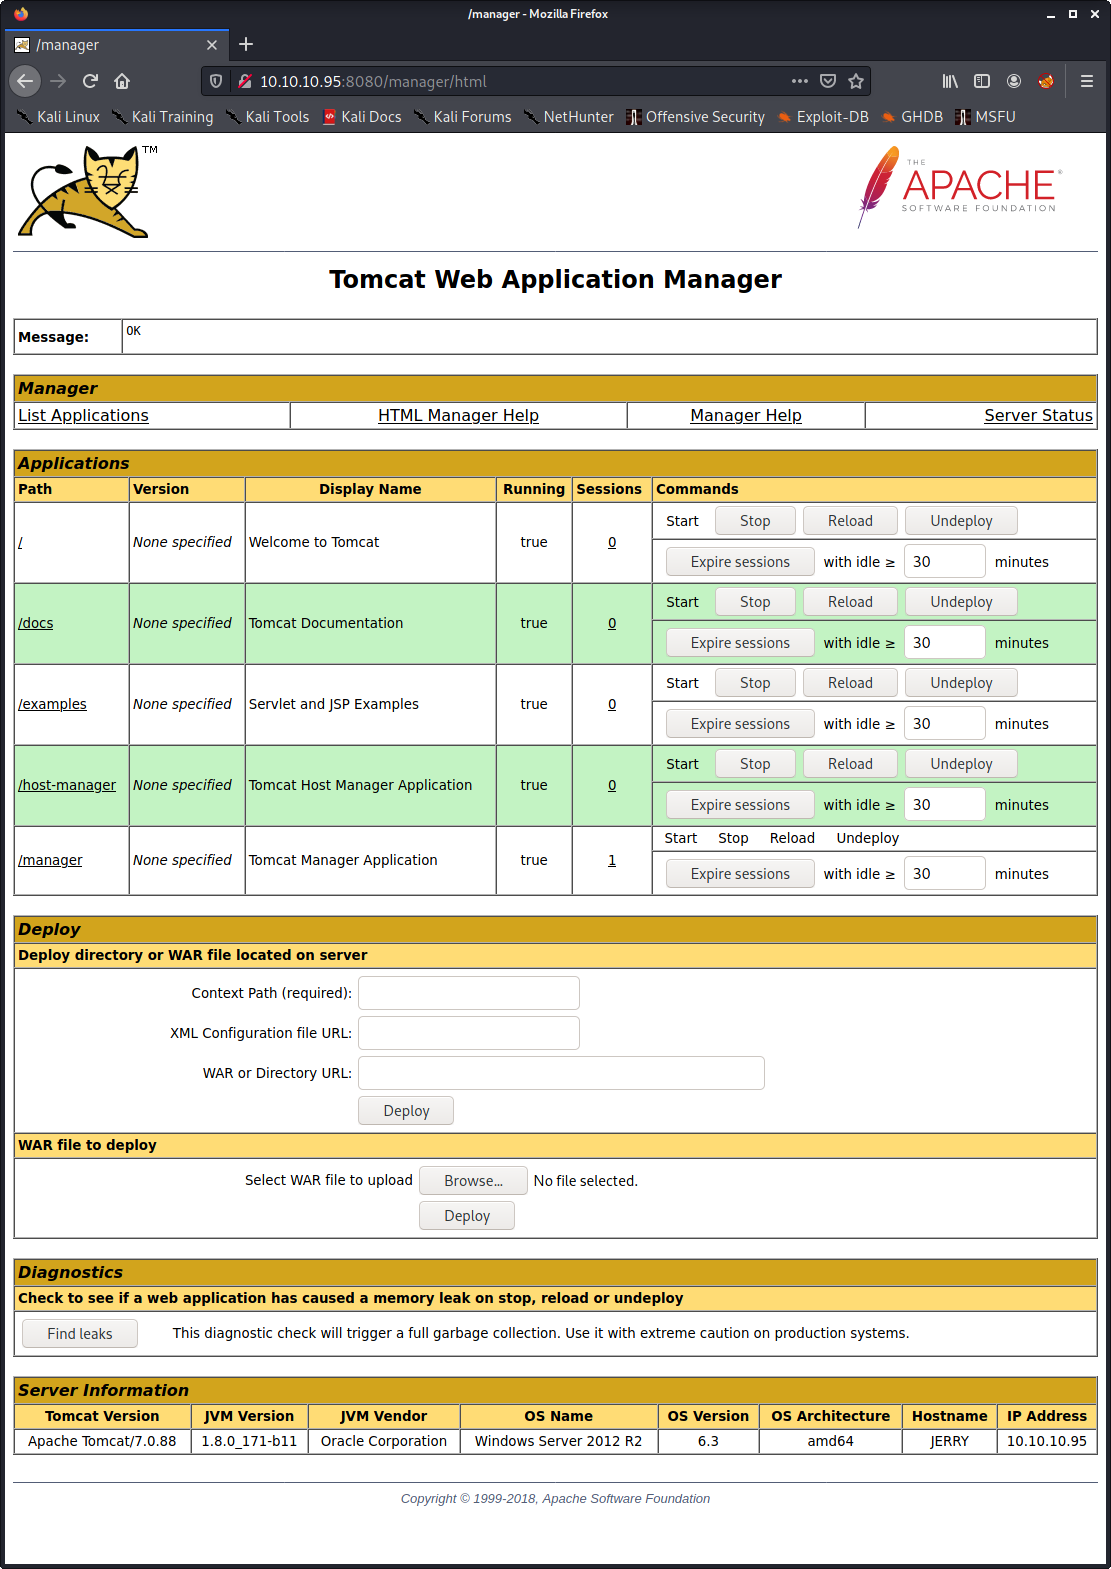 /manager - Mozilla Firefox
/manager
10.10.10.95:8080/manager/html
Kali Linux Kali Training Kali Tools Kali Docs Kali Forums NetHunter Offensive Security Exploit-DB GHDB MSFU
TM
THE
APACHE®
SOFTWARE FOUNDATION
Tomcat Web Application Manager
Message: OK
Manager
List Applications HTML Manager Help Manager Help Server Status
Applications
Path Version Display Name Running Sessions Commands
/ None specified Welcome to Tomcat true 0 Start Stop Reload Undeploy
Expire sessions with idle ≥ 30 minutes
/docs None specified Tomcat Documentation true 0 Start Stop Reload Undeploy
Expire sessions with idle ≥ 30 minutes
/examples None specified Servlet and JSP Examples true 0 Start Stop Reload Undeploy
Expire sessions with idle ≥ 30 minutes
/host-manager None specified Tomcat Host Manager Application true 0 Start Stop Reload Undeploy
Expire sessions with idle ≥ 30 minutes
/manager None specified Tomcat Manager Application true 1 Start Stop Reload Undeploy
Expire sessions with idle ≥ 30 minutes
Deploy
Deploy directory or WAR file located on server
Context Path (required):
XML Configuration file URL:
WAR or Directory URL:
Deploy
WAR file to deploy
Select WAR file to upload Browse... No file selected.
Deploy
Diagnostics
Check to see if a web application has caused a memory leak on stop, reload or undeploy
Find leaks This diagnostic check will trigger a full garbage collection. Use it with extreme caution on production systems.
Server Information
Tomcat Version JVM Version JVM Vendor OS Name OS Version OS Architecture Hostname IP Address
Apache Tomcat/7.0.88 1.8.0_171-b11 Oracle Corporation Windows Server 2012 R2 6.3 amd64 JERRY 10.10.10.95
Copyright © 1999-2018, Apache Software Foundation